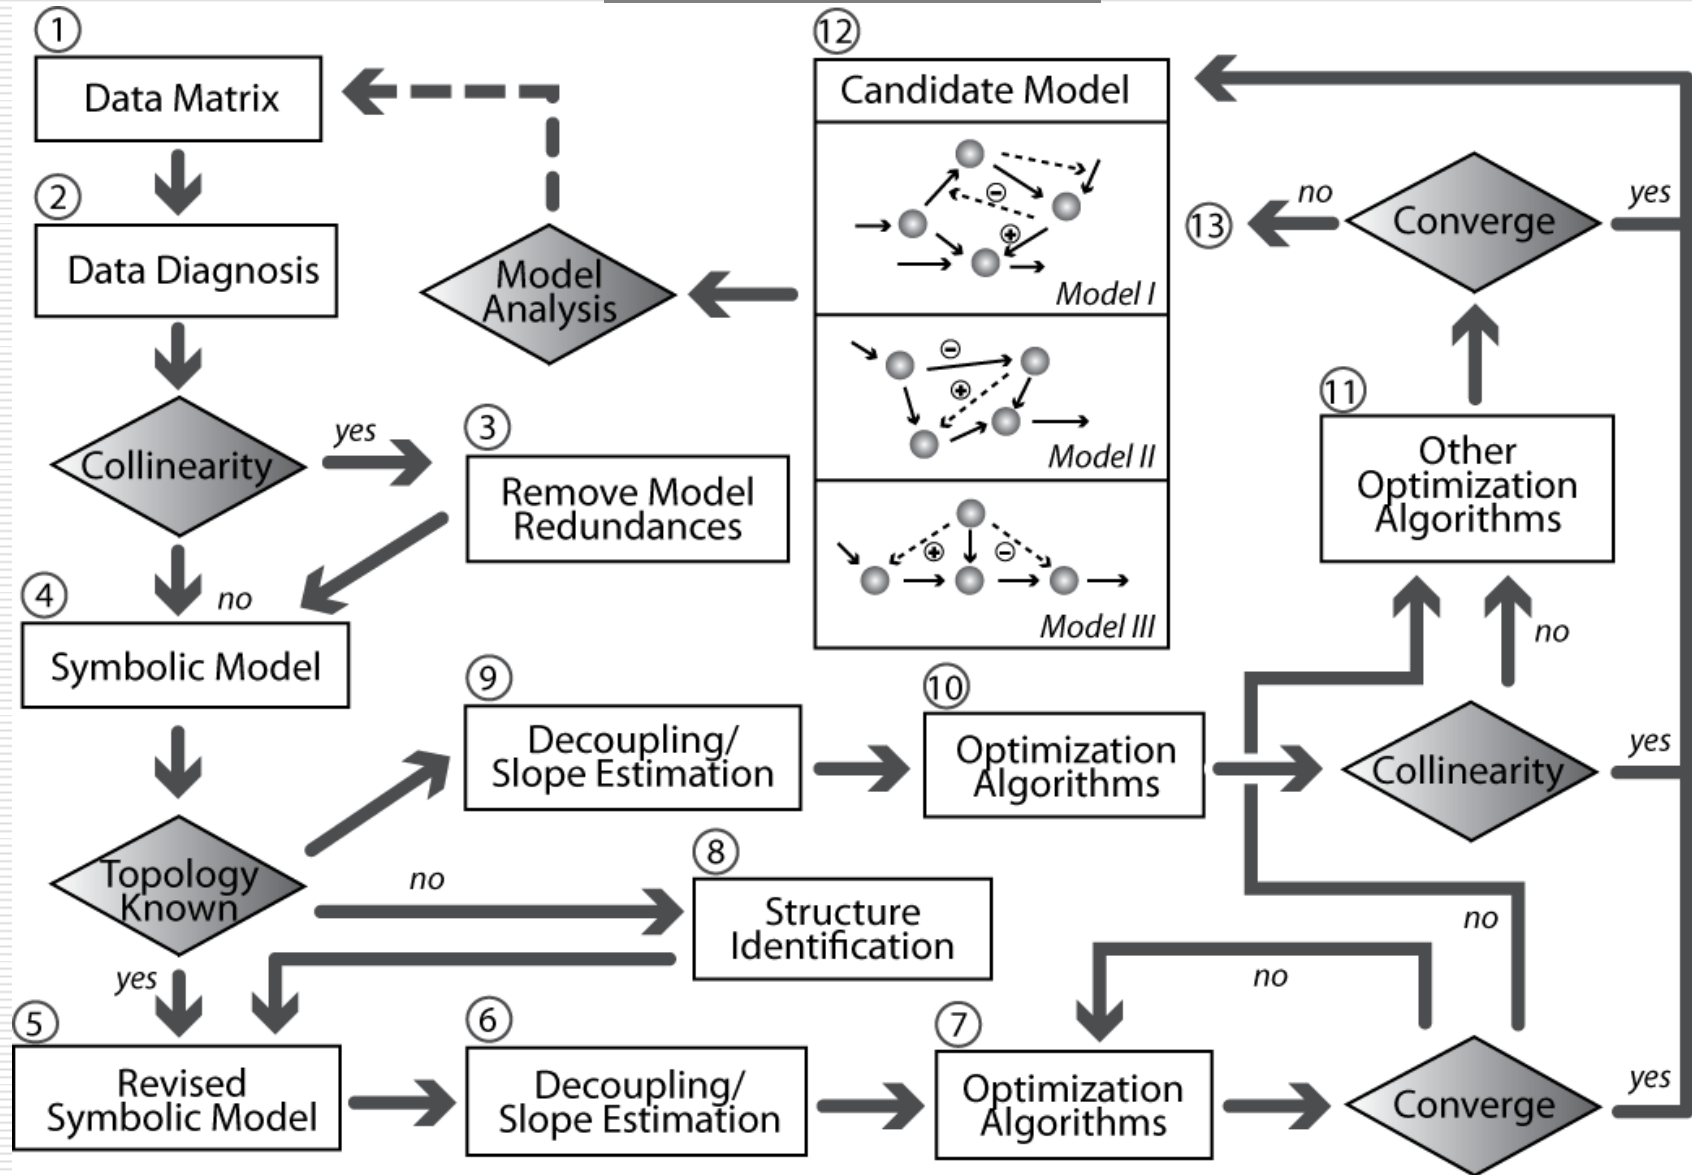 1
Data Matrix
2
Data Diagnosis
Collinearity
yes
no
3
Remove Model
Redundances
4
Symbolic Model
Topology
Known
no
yes
5
Revised
Symbolic Model
6
Decoupling/
Slope Estimation
7
Optimization
Algorithms
Converge
no
no
yes
8
Structure
Identification
9
Decoupling/
Slope Estimation
10
Optimization
Algorithms
Collinearity
no
yes
11
Other
Optimization
Algorithms
Converge
no
yes
13
12
Candidate Model
−
+
Model I
−
+
Model II
+
−
Model III
Model
Analysis